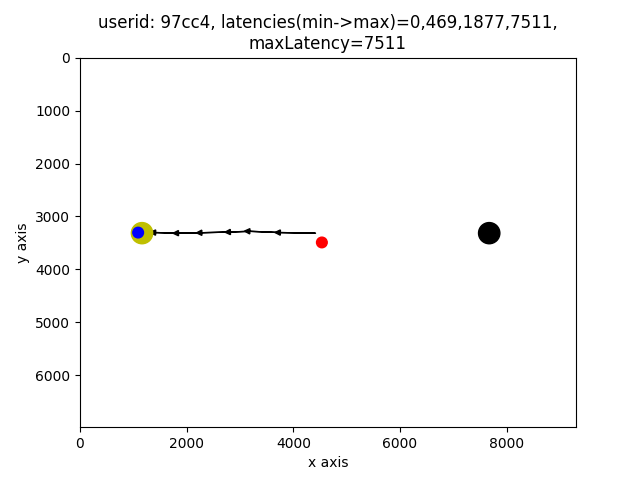 userid: 97cc4, latencies(min->max)=0,469,1877,7511,
maxLatency=7511
0
1000
2000
3000
4000
5000
6000
y axis
0 2000 4000 6000 8000
x axis